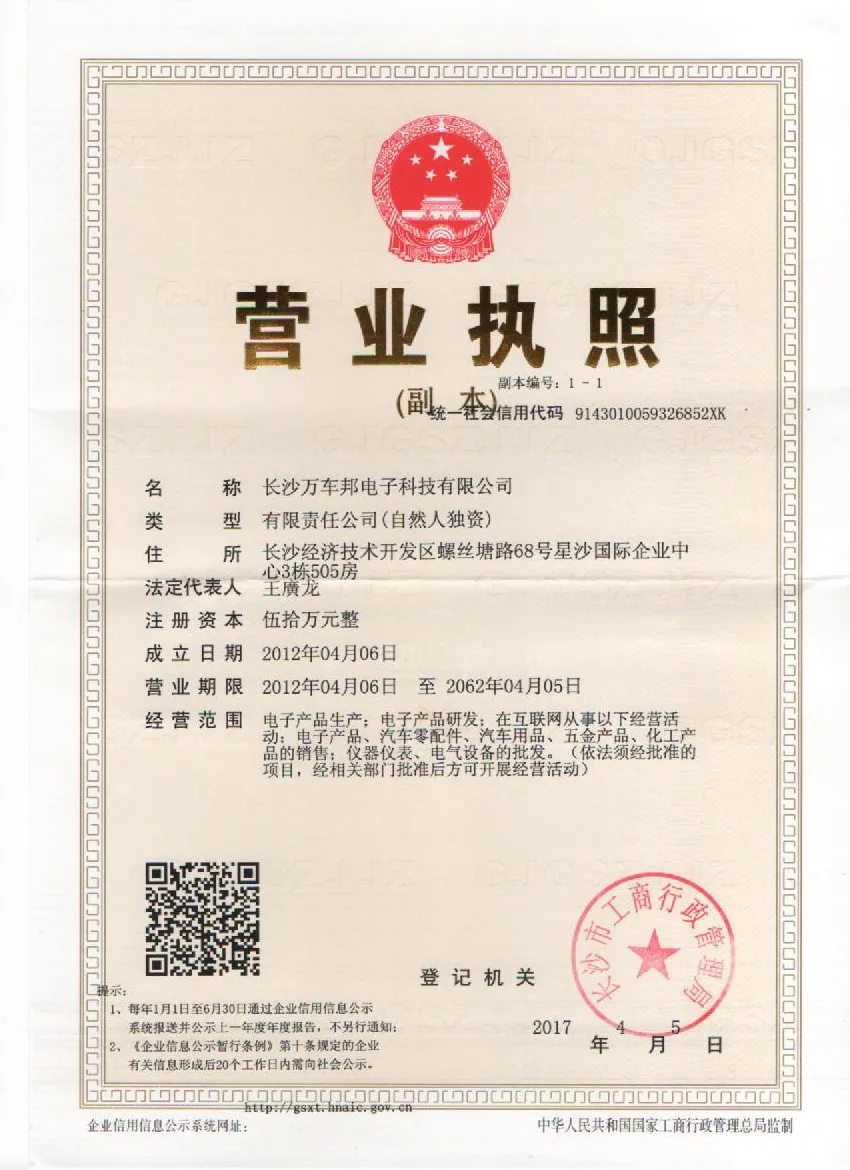 营业执照
(副 本)
副本编号：1 - 1
统一社会信用代码 9143010059326852XK
名 称 长沙万车邦电子科技有限公司
类 型 有限责任公司(自然人独资)
住 所 长沙经济技术开发区螺丝塘路68号星沙国际企业中
心3栋505房
法定代表人 王廣龙
注册资本 伍拾万元整
成立日期 2012年04月06日
营业期限 2012年04月06日 至 2062年04月05日
经营范围 电子产品生产；电子产品研发；在互联网从事以下经营活
动：电子产品、汽车零配件、汽车用品、五金产品、化工产
品的销售；仪器仪表、电气设备的批发。（依法须经批准的
项目，经相关部门批准后方可开展经营活动）
长沙市工商行政管理局
登记机关
2017年4月5日
提示：
1、每年1月1日至6月30日通过企业信用信息公示
系统报送并公示上一年度年度报告，不另行通知；
2、《企业信息公示暂行条例》第十条规定的企业
有关信息形成后20个工作日内需向社会公示。
http://gsxt.hnaic.gov.cn
企业信用信息公示系统网址：
中华人民共和国国家工商行政管理总局监制